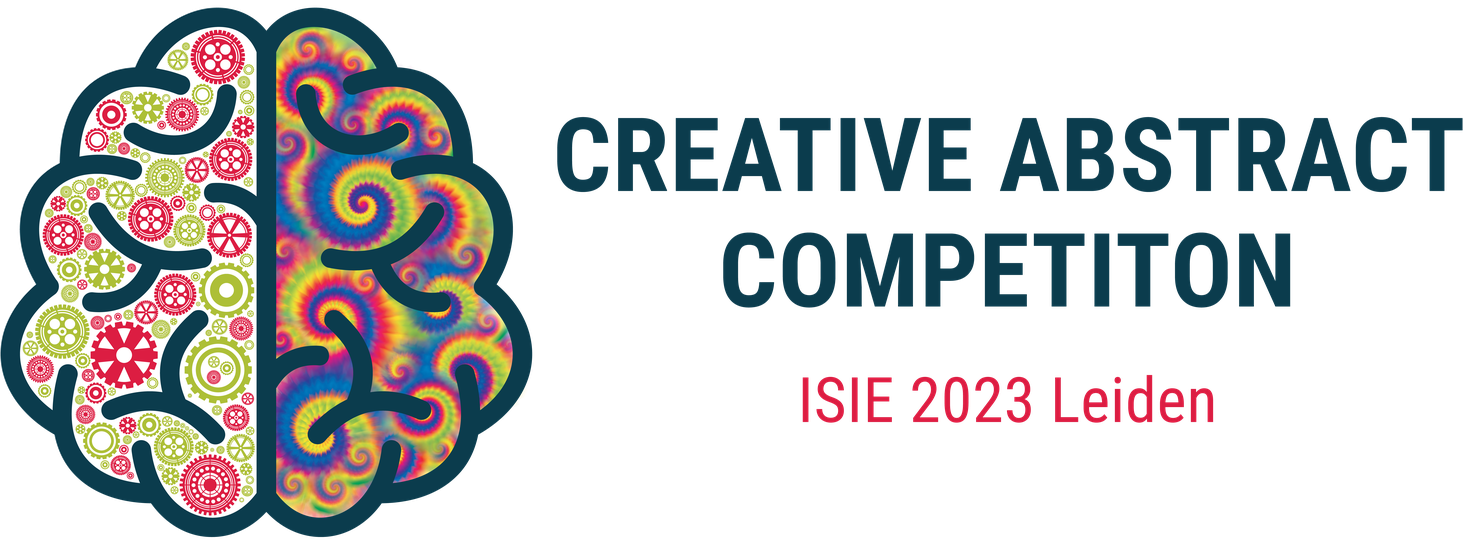 CREATIVE ABSTRACT
COMPETITON
ISIE 2023 Leiden